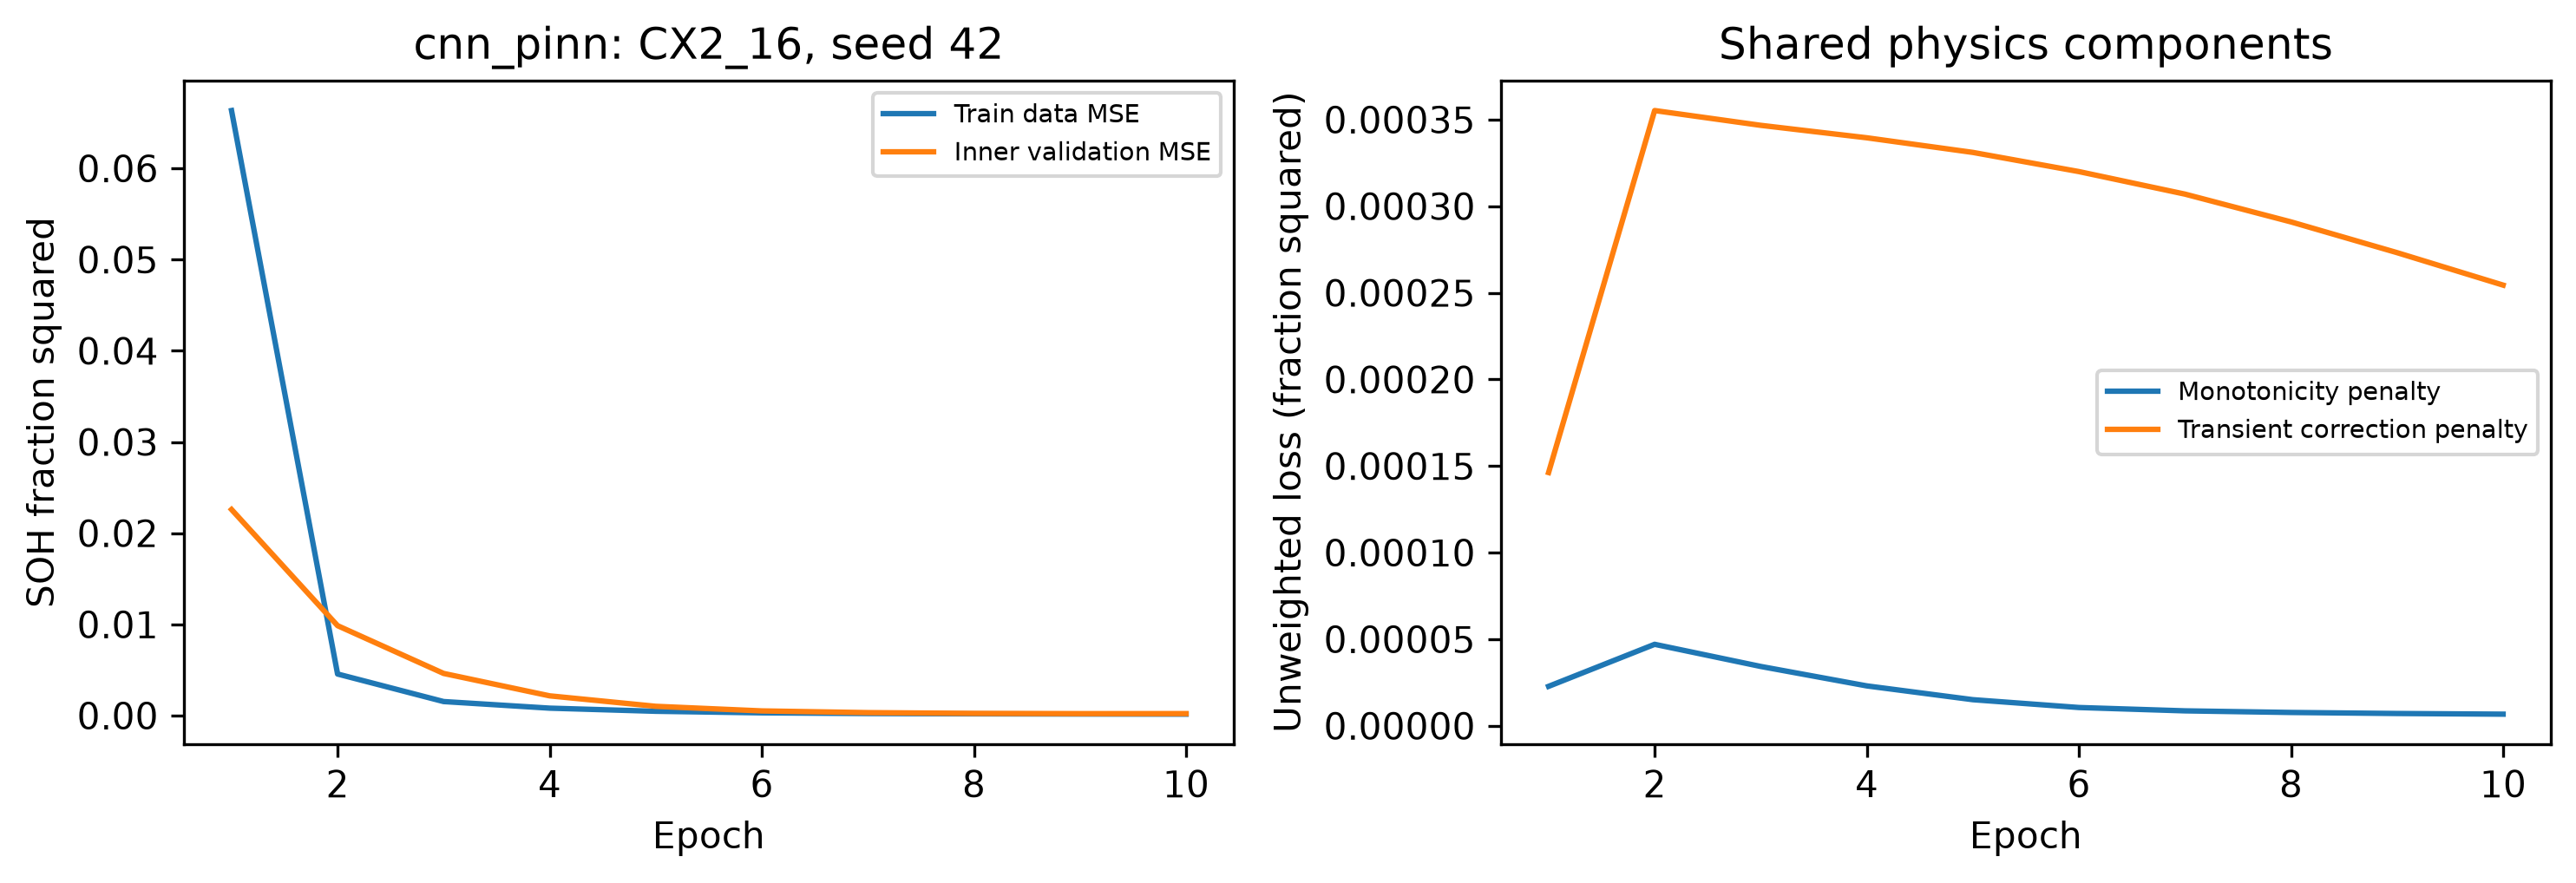 cnn_pinn: CX2_16, seed 42
SOH fraction squared
0.06
0.05
0.04
0.03
0.02
0.01
0.00
2 4 6 8 10
Epoch
Train data MSE
Inner validation MSE
Shared physics components
Unweighted loss (fraction squared)
0.00035
0.00030
0.00025
0.00020
0.00015
0.00010
0.00005
0.00000
2 4 6 8 10
Epoch
Monotonicity penalty
Transient correction penalty